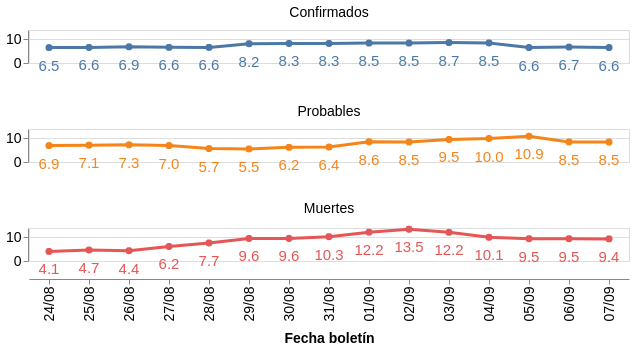 Confirmados
10
0
6.5 6.6 6.9 6.6 6.6 8.2 8.3 8.3 8.5 8.5 8.7 8.5 6.6 6.7 6.6
Probables
10
0
6.9 7.1 7.3 7.0 5.7 5.5 6.2 6.4 8.6 8.5 9.5 10.0 10.9 8.5 8.5
Muertes
10
0
4.1 4.7 4.4 6.2 7.7 9.6 9.6 10.3 12.2 13.5 12.2 10.1 9.5 9.5 9.4
24/08 25/08 26/08 27/08 28/08 29/08 30/08 31/08 01/09 02/09 03/09 04/09 05/09 06/09 07/09
Fecha boletín